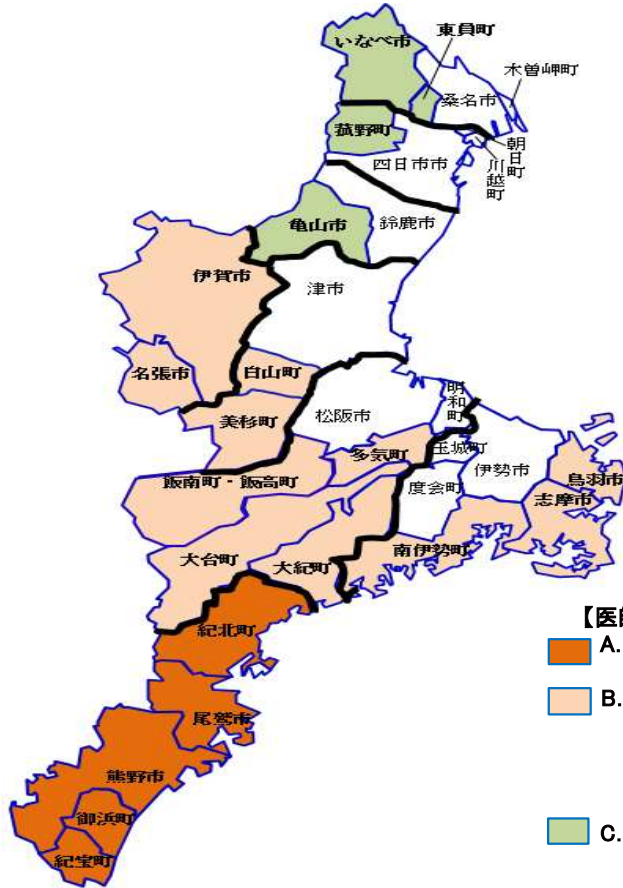 いなべ市
東員町
木曽岬町
桑名市
菰野町
朝日町
川越町
四日市市
亀山市
鈴鹿市
伊賀市
津市
名張市
白山町
美杉町
松阪市
明和町
多気町
玉城町
伊勢市
鳥羽市
飯南町・飯高町
度会町
志摩市
大台町
大紀町
南伊勢町
紀北町
【医師
A.
B.
尾鷲市
熊野市
御浜町
C.
紀宝町